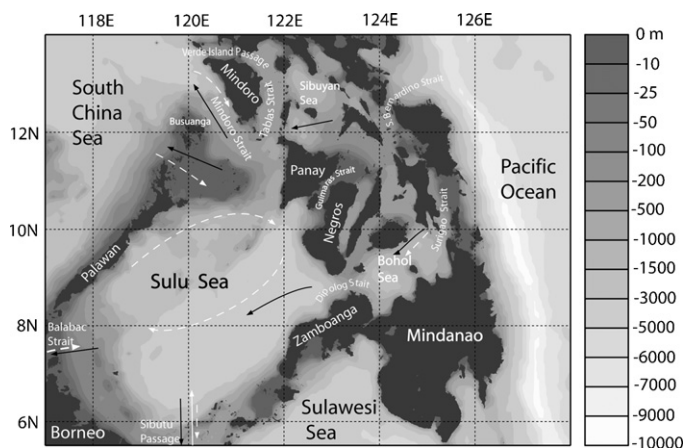 118E 120E 122E 124E 126E
0 m
-10
-25
-50
-100
-200
-500
-1000
-1500
-3000
-5000
-6000
-7000
-9000
-10000
12N
10N
8N
6N
South
China
Sea
Verde Island Passage
Mindoro
Mindoro Strait
Tablas Strait
Sibuyan
Sea
S. Bernardino Strait
Busuanga
Panay
Guimaras Strait
Negros
Pacific
Ocean
Palawan
Sulu Sea
Bohol
Sea
Surigao Strait
Dipolog Stait
Zamboanga
Mindanao
Balabac
Strait
Borneo
Sibutu
Passage
Sulawesi
Sea